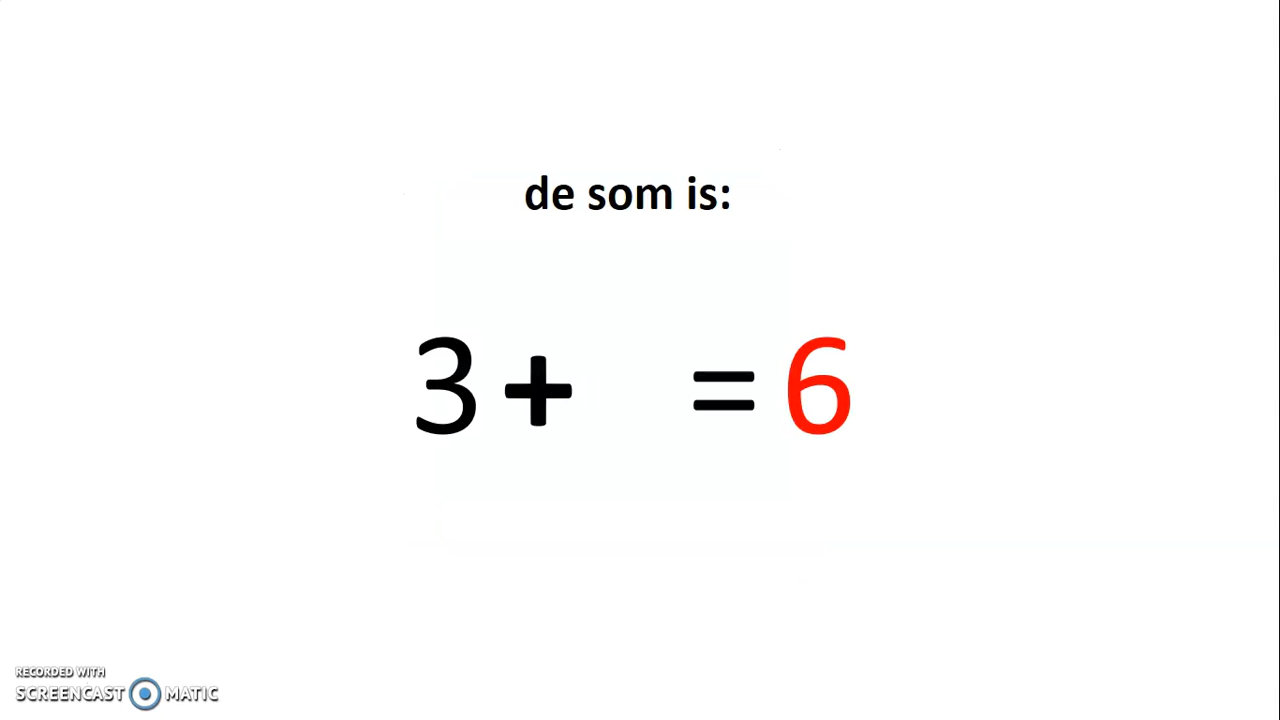 de som is:
3 + = 6
RECORDED WITH
SCREENCAST MATIC